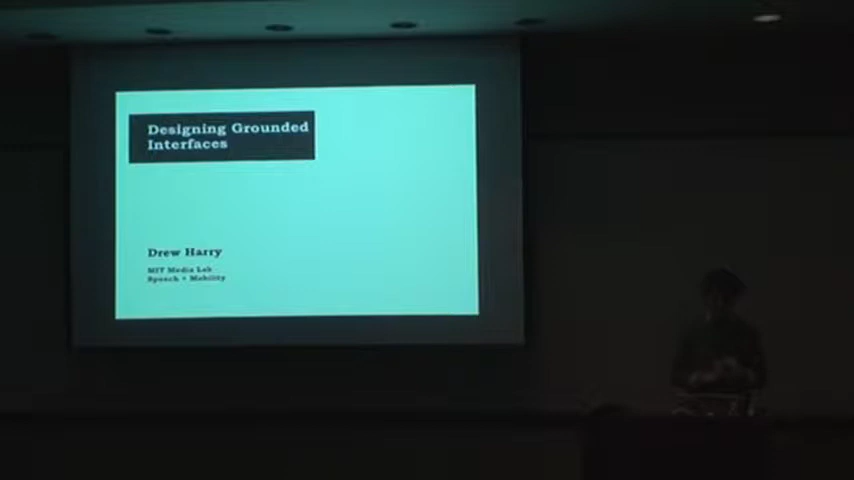 Designing Grounded
Interfaces
Drew Harry
MIT Media Lab
Speech + Mobility